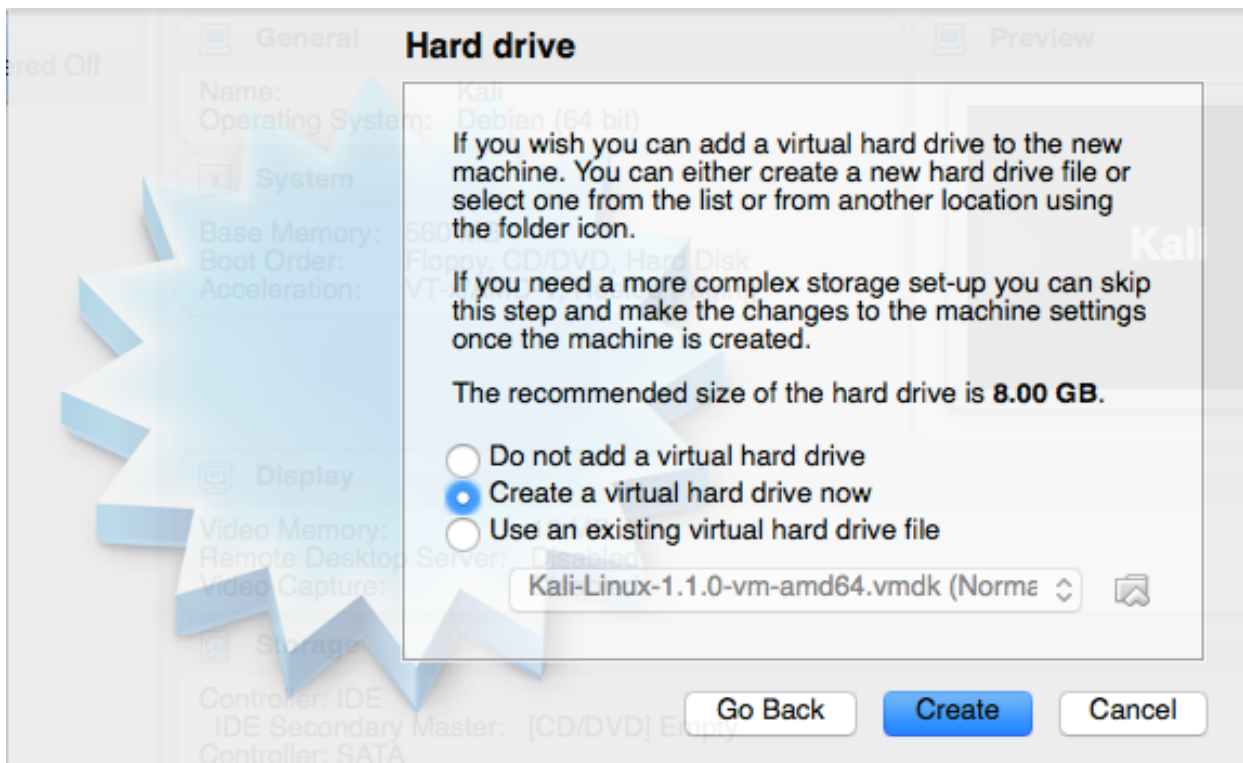 ered Off
General
Name: Kali
Operating System: Debian (64 bit)
System
Base Memory: 560 MB
Boot Order: Floppy, CD/DVD, Hard Disk
Acceleration:
Display
Video Memory:
Remote Desktop Server: Disabled
Video Capture:
Storage
Controller: IDE
IDE Secondary Master: [CD/DVD] Empty
Controller: SATA
Preview
Kali
Hard drive
If you wish you can add a virtual hard drive to the new
machine. You can either create a new hard drive file or
select one from the list or from another location using
the folder icon.
If you need a more complex storage set-up you can skip
this step and make the changes to the machine settings
once the machine is created.
The recommended size of the hard drive is 8.00 GB.
Do not add a virtual hard drive
Create a virtual hard drive now
Use an existing virtual hard drive file
Kali-Linux-1.1.0-vm-amd64.vmdk (Norma
Go Back
Create
Cancel